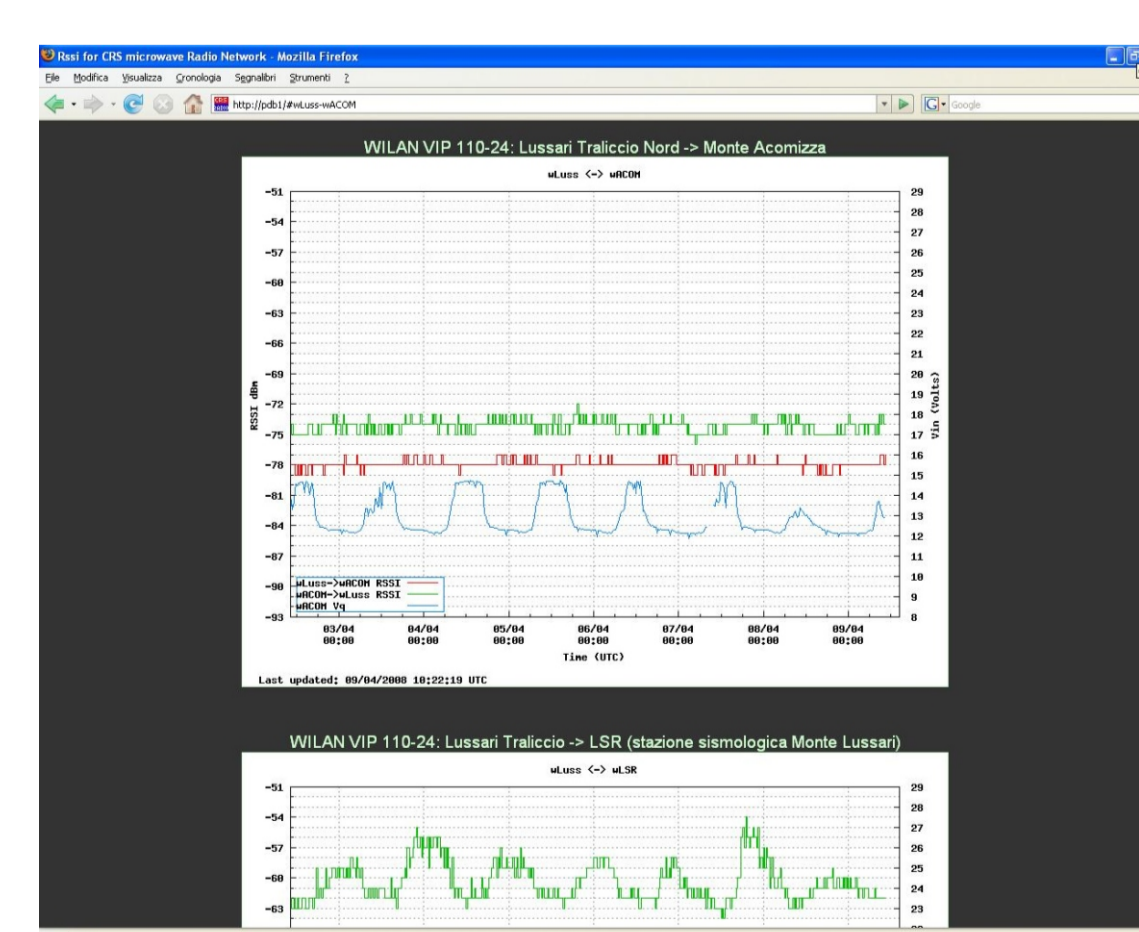 Rssi for CRS microwave Radio Network - Mozilla Firefox
File Modifica Visualizza Cronologia Segnalibri Strumenti ?
http://pdb1/#wLuss-wACOM
Google
WILAN VIP 110-24: Lussari Traliccio Nord -> Monte Acomizza
wLuss <-> wACOM
-51 29
28
-54
27
-57 26
25
-60
24
-63 23
22
-66
21
-69 20
19
-72
18
-75 17
16
-78
15
-81 14
13
-84
12
-87 11
10
-90
9
-93 8
RSSI dBm
Vin (Volts)
wLuss->wACOM RSSI
wACOM->wLuss RSSI
wACOM Vq
03/04 04/04 05/04 06/04 07/04 08/04 09/04
00:00 00:00 00:00 00:00 00:00 00:00 00:00
Time (UTC)
Last updated: 09/04/2008 10:22:19 UTC
WILAN VIP 110-24: Lussari Traliccio -> LSR (stazione sismologica Monte Lussari)
wLuss <-> wLSR
-51 29
28
-54
27
-57 26
25
-60
24
-63 23